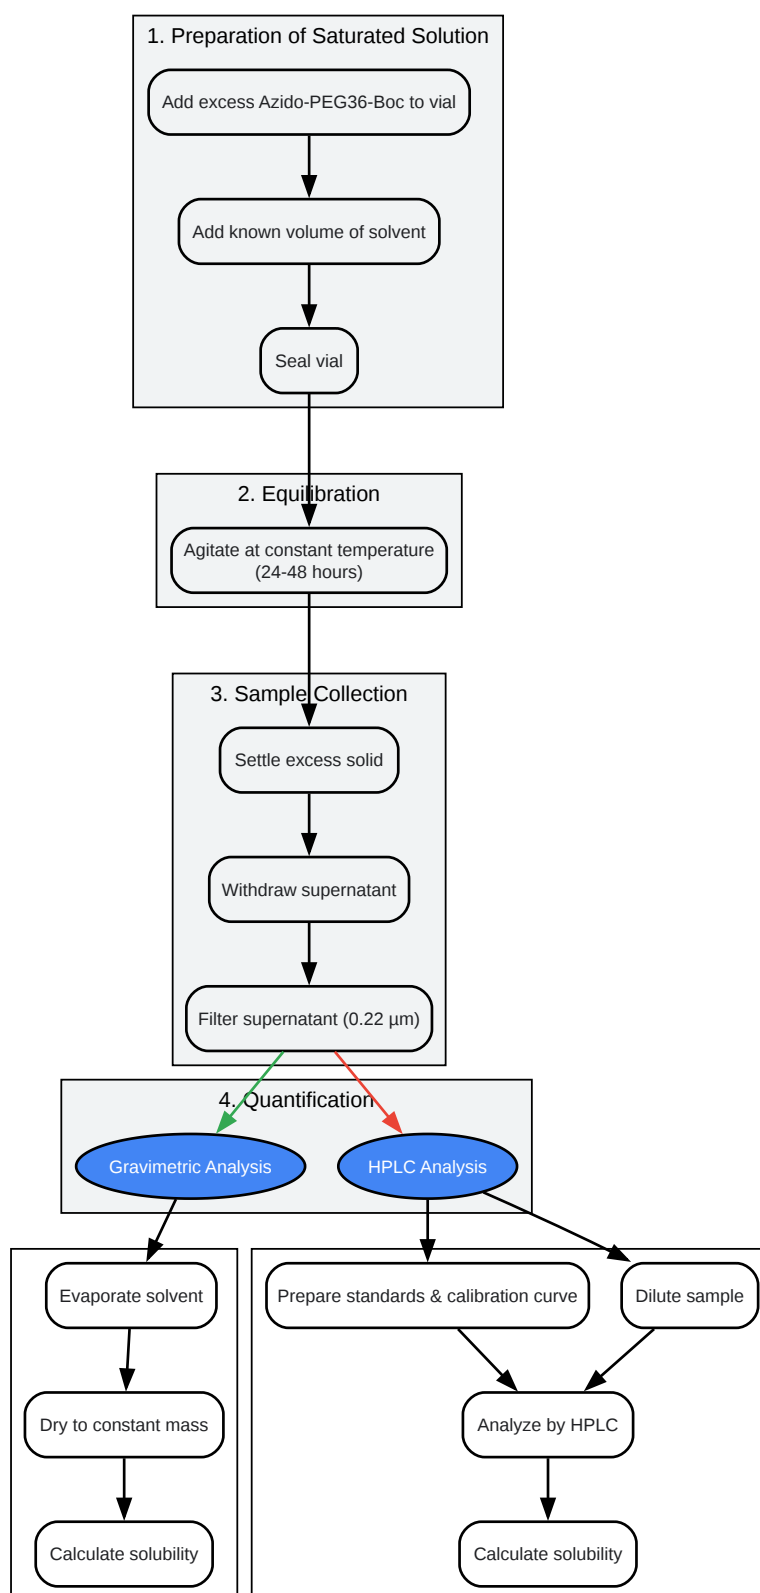 1. Preparation of Saturated Solution
Add excess Azido-PEG36-Boc to vial
Add known volume of solvent
Seal vial
2. Equilibration
Agitate at constant temperature
(24-48 hours)
3. Sample Collection
Settle excess solid
Withdraw supernatant
Filter supernatant (0.22 µm)
4. Quantification
Gravimetric Analysis
HPLC Analysis
Evaporate solvent
Prepare standards & calibration curve
Dilute sample
Dry to constant mass
Analyze by HPLC
Calculate solubility
Calculate solubility